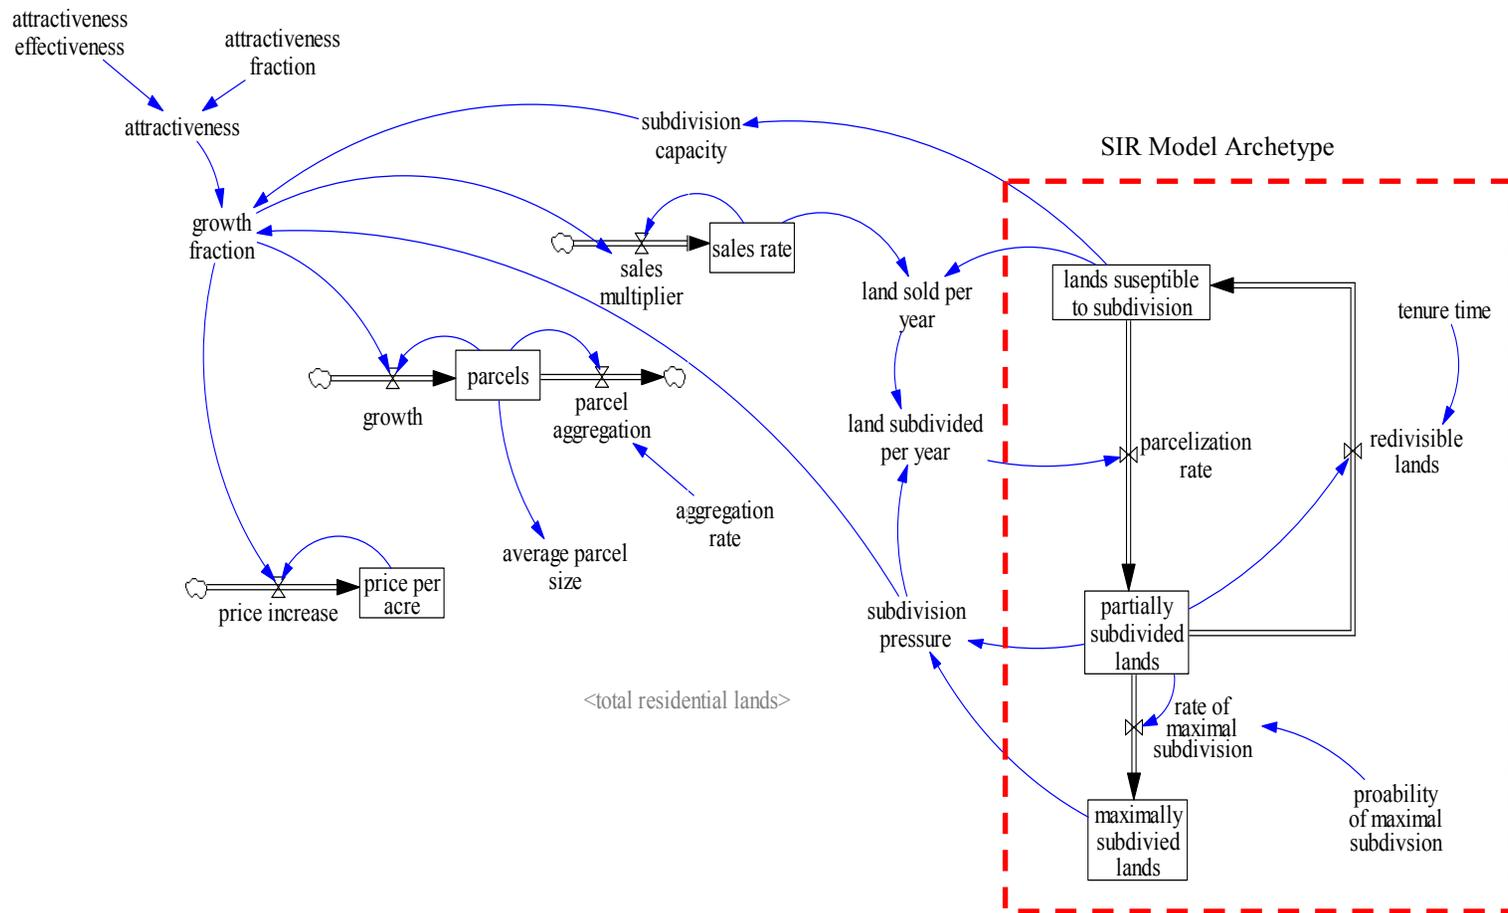 attractiveness
effectiveness
attractiveness
fraction
attractiveness
subdivision
capacity
SIR Model Archetype
growth
fraction
sales rate
sales
multiplier
land sold per
year
lands suseptible
to subdivision
tenure time
parcels
growth
parcel
aggregation
land subdivided
per year
parcelization
rate
redivisible
lands
aggregation
rate
average parcel
size
price per
acre
price increase
subdivision
pressure
partially
subdivided
lands
<total residential lands>
rate of
maximal
subdivision
proability
of maximal
subdivsion
maximally
subdivied
lands